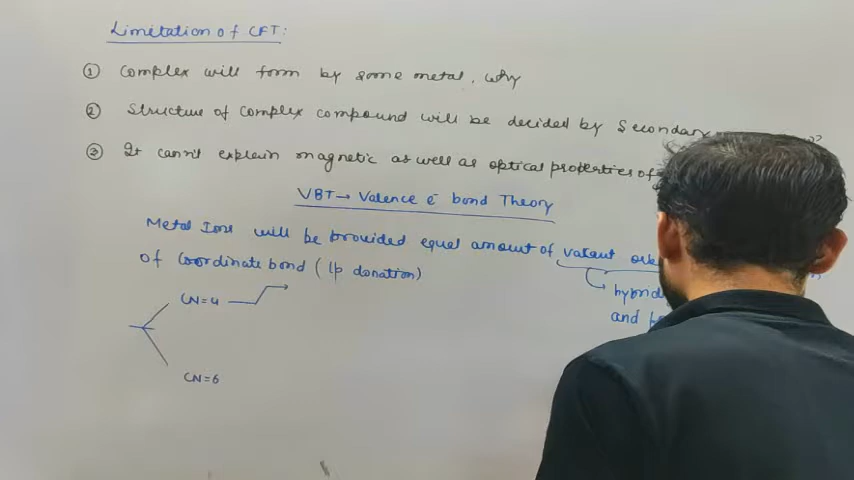 Limitation of CFT:
① Complex will form by some metal, why
② Structure of complex compound will be decided by Secondary ?
③ It can't explain magnetic as well as optical properties of
VBT → Valence e⁻ bond Theory
Metal Ions will be provided equal amount of vacant
of Coordinate bond (lp donation)
CN=4
hybrid
and
CN=6